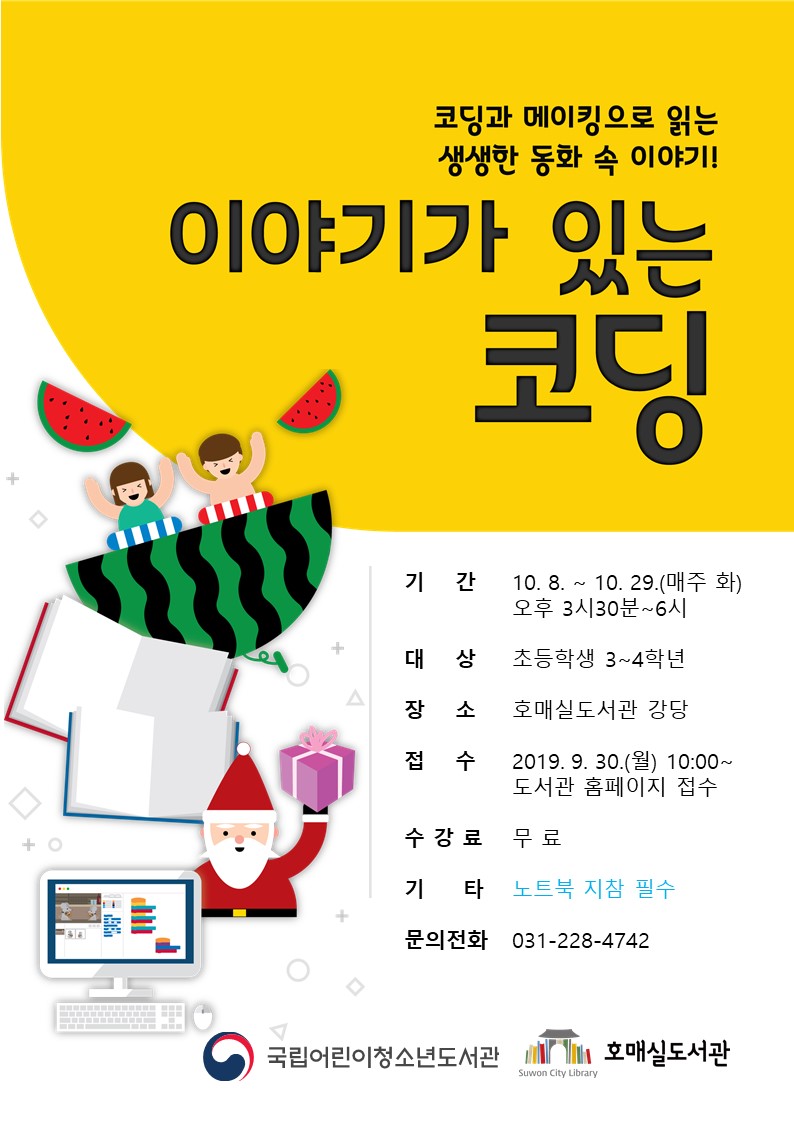 코딩과 메이킹으로 읽는
생생한 동화 속 이야기!
이야기가 있는
코딩
기 간 10. 8. ~ 10. 29.(매주 화)
오후 3시30분~6시
대 상 초등학생 3~4학년
장 소 호매실도서관 강당
접 수 2019. 9. 30.(월) 10:00~
도서관 홈페이지 접수
수 강 료 무 료
기 타 노트북 지참 필수
문의전화 031-228-4742
국립어린이청소년도서관
Suwon City Library
호매실도서관